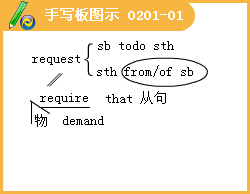 手写板图示 0201-01
sb todo sth
request
sth from/of sb
require that 从句
物 demand